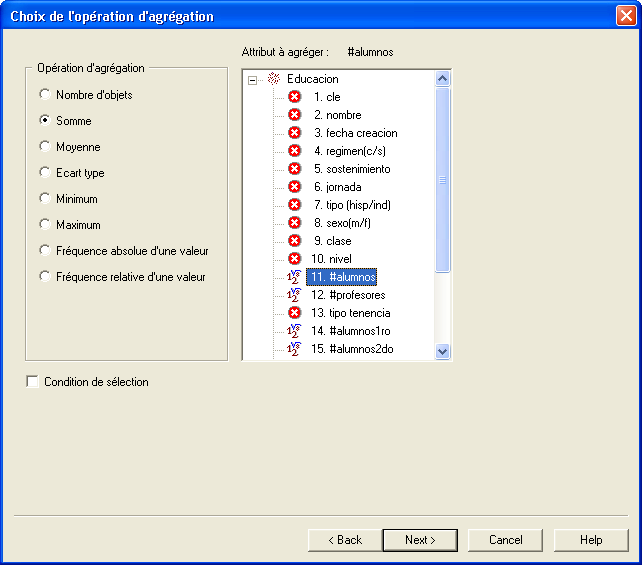 Choix de l'opération d'agrégation
Attribut à agréger : #alumnos
Opération d'agrégation
Nombre d'objets
Somme
Moyenne
Ecart type
Minimum
Maximum
Fréquence absolue d'une valeur
Fréquence relative d'une valeur
Educacion
1. cle
2. nombre
3. fecha creacion
4. regimen(c/s)
5. sostenimiento
6. jornada
7. tipo (hisp/ind)
8. sexo(m/f)
9. clase
10. nivel
11. #alumnos
12. #profesores
13. tipo tenencia
14. #alumnos1ro
15. #alumnos2do
Condition de sélection
< Back Next > Cancel Help